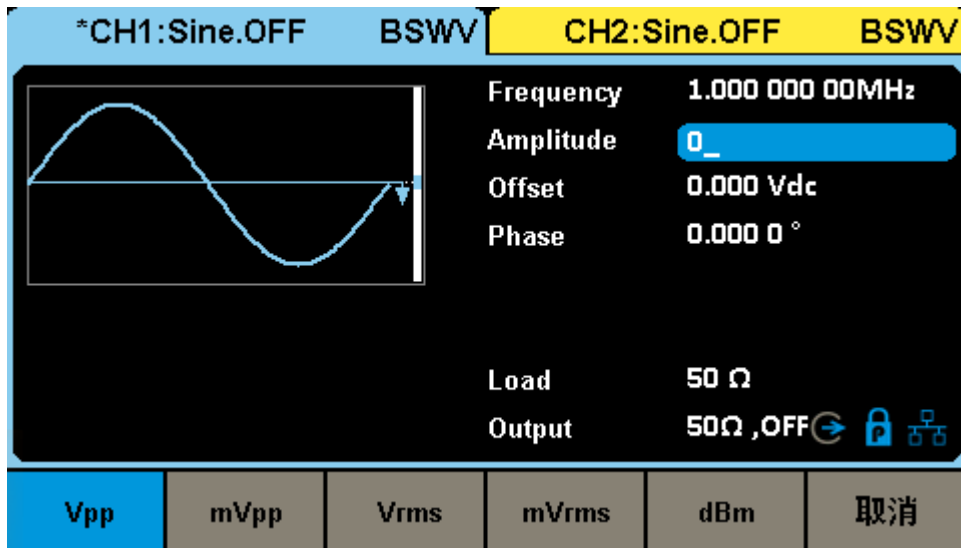 *CH1:Sine.OFF BSWV CH2:Sine.OFF BSWV
Frequency 1.000 000 00MHz
Amplitude 0_
Offset 0.000 Vdc
Phase 0.000 0 °
Load 50 Ω
Output 50Ω ,OFF P
Vpp mVpp Vrms mVrms dBm 取消